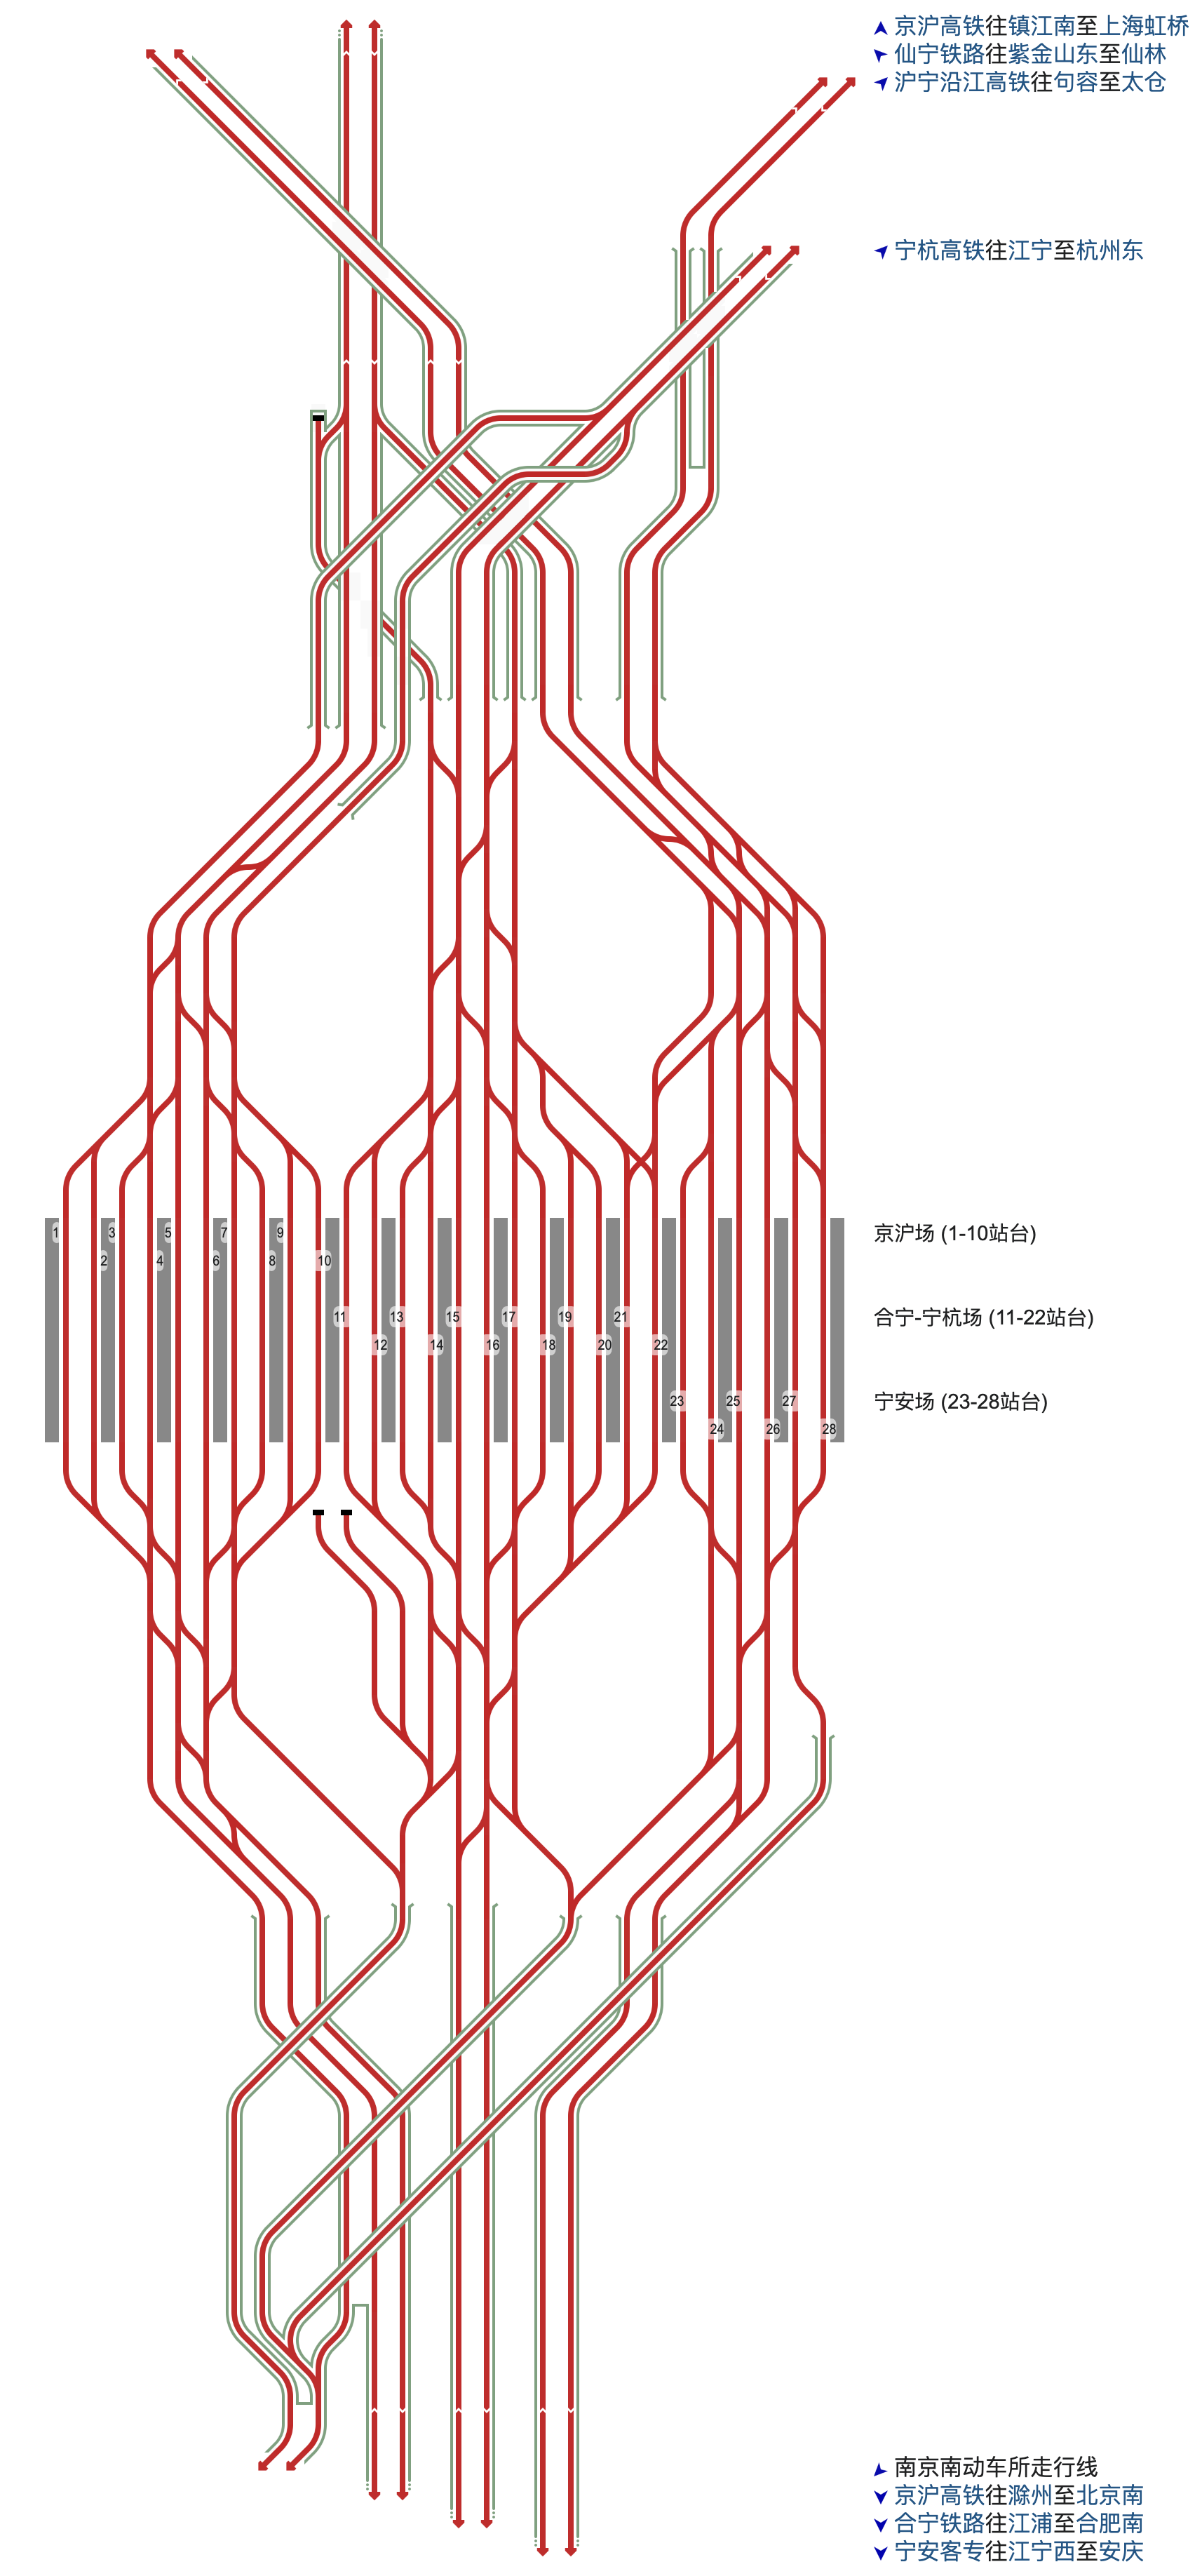 京沪高铁往镇江南至上海虹桥
仙宁铁路往紫金山东至仙林
沪宁沿江高铁往句容至太仓
宁杭高铁往江宁至杭州东
1 3 5 7 9
京沪场 (1-10站台)
2 4 6 8 10
11 13 15 17 19 21
合宁-宁杭场 (11-22站台)
12 14 16 18 20 22
23 25 27
宁安场 (23-28站台)
24 26 28
南京南动车所走行线
京沪高铁往滁州至北京南
合宁铁路往江浦至合肥南
宁安客专往江宁西至安庆